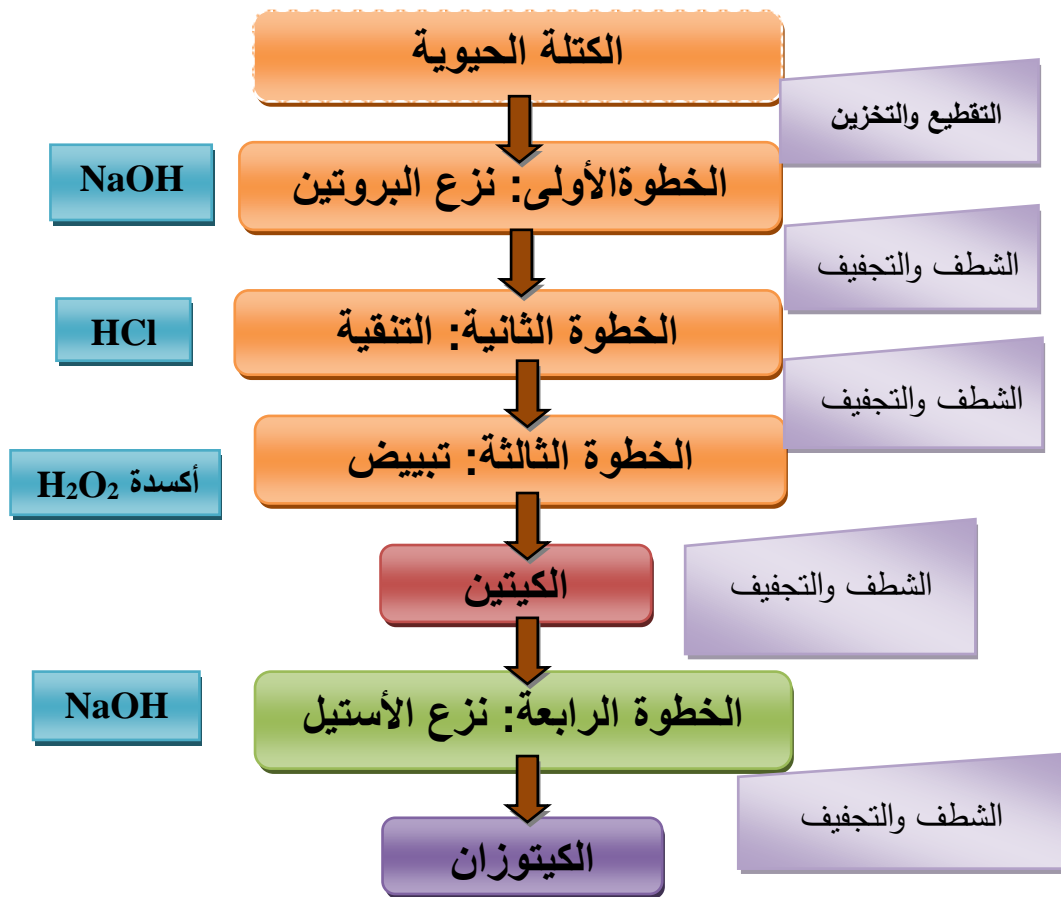 الكتلة الحيوية
التقطيع والتخزين
NaOH
الخطوةالأولى: نزع البروتين
الشطف والتجفيف
HCl
الخطوة الثانية: التنقية
الشطف والتجفيف
أكسدة H₂O₂
الخطوة الثالثة: تبييض
الكيتين
الشطف والتجفيف
NaOH
الخطوة الرابعة: نزع الأستيل
الشطف والتجفيف
الكيتوزان